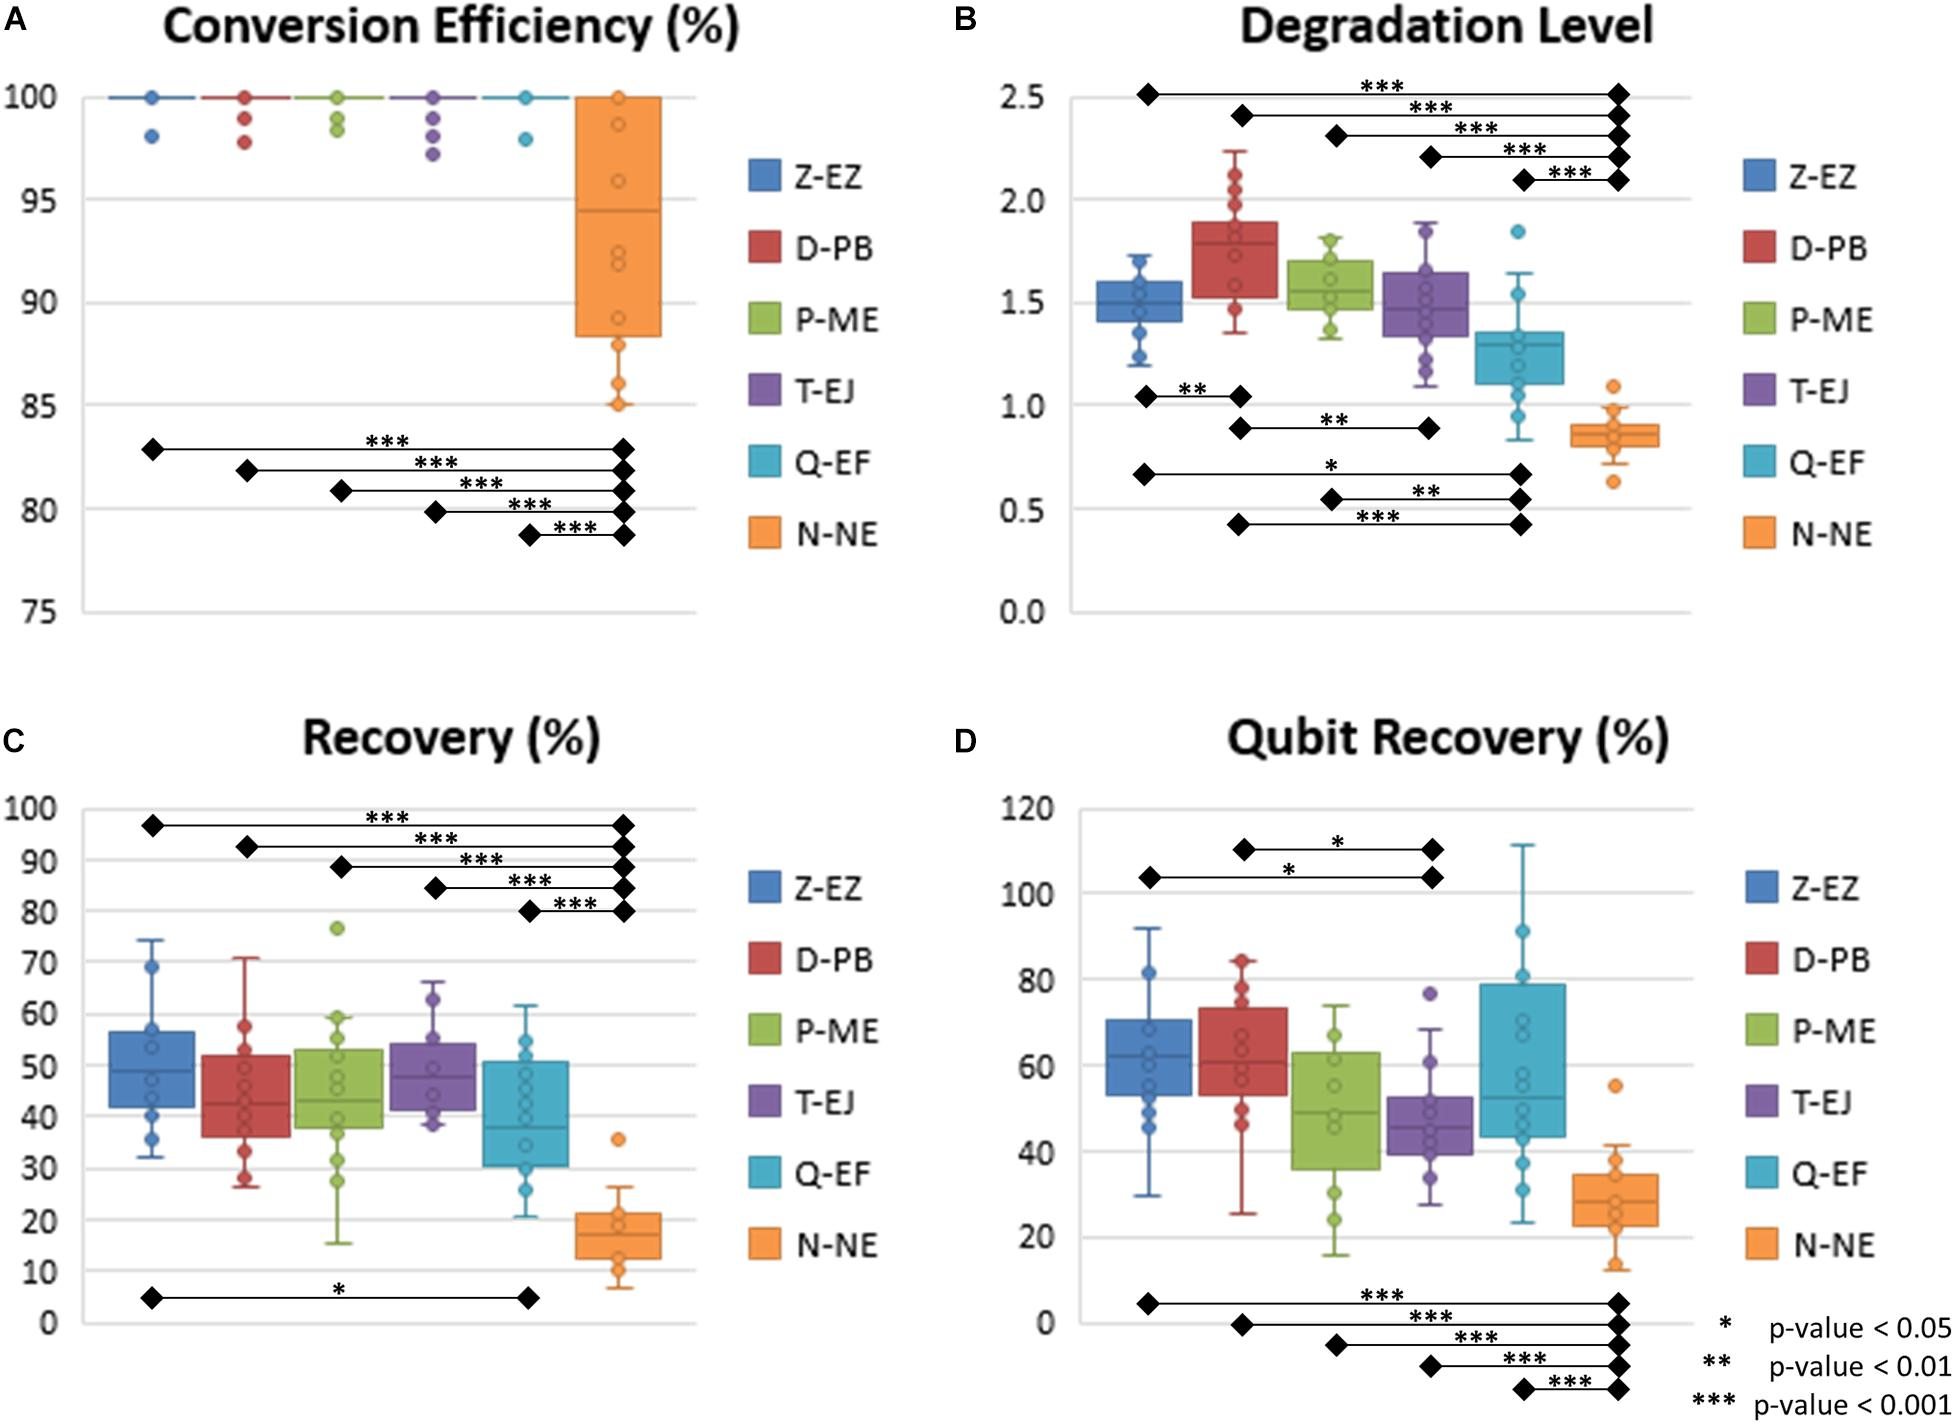 A
Conversion Efficiency (%)
100
95
90
85
80
75
***
***
***
***
***
Z-EZ
D-PB
P-ME
T-EJ
Q-EF
N-NE
B
Degradation Level
2.5
2.0
1.5
1.0
0.5
0.0
***
***
***
***
***
**
**
*
**
***
Z-EZ
D-PB
P-ME
T-EJ
Q-EF
N-NE
C
Recovery (%)
100
90
80
70
60
50
40
30
20
10
0
***
***
***
***
***
*
Z-EZ
D-PB
P-ME
T-EJ
Q-EF
N-NE
D
Qubit Recovery (%)
120
100
80
60
40
20
0
*
*
***
***
***
***
***
Z-EZ
D-PB
P-ME
T-EJ
Q-EF
N-NE
* p-value < 0.05
** p-value < 0.01
*** p-value < 0.001